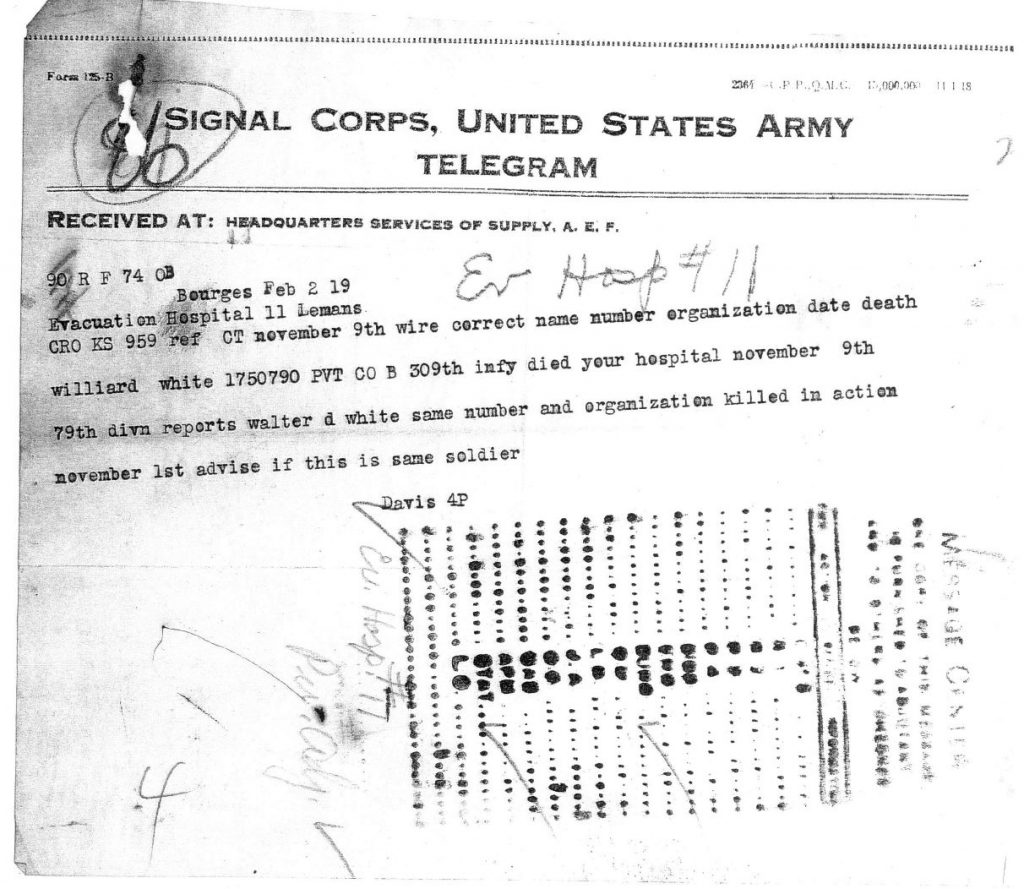 Form 125-B
SIGNAL CORPS, UNITED STATES ARMY
TELEGRAM
RECEIVED AT: HEADQUARTERS SERVICES OF SUPPLY, A. E. F.
90 R F 74 OB
Ev Hosp #11
Bourges Feb 2 19
Evacuation Hospital 11 Lemans
CRO KS 959 ref CT november 9th wire correct name number organization date death
williard white 1750790 PVT CO B 309th infy died your hospital november 9th
79th divn reports walter d white same number and organization killed in action
november 1st advise if this is same soldier
Davis 4P
Ev. Hosp. #11
MESSAGE CENTER
4